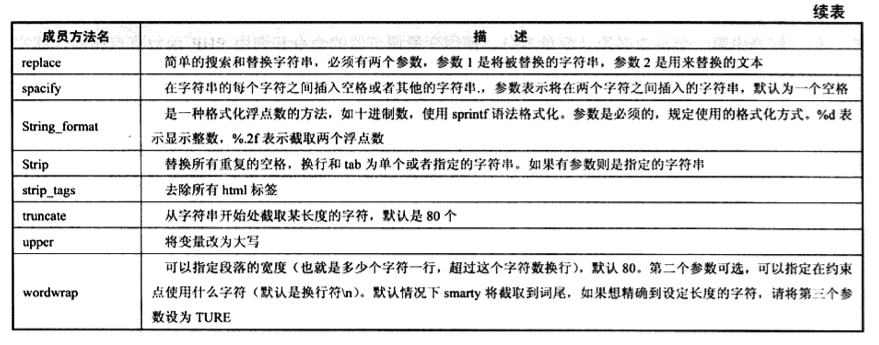 续表
成员方法名 描 述
replace 简单的搜索和替换字符串，必须有两个参数，参数 1 是将被替换的字符串，参数 2 是用来替换的文本
spacify 在字符串的每个字符之间插入空格或者其他的字符串.，参数表示将在两个字符之间插入的字符串，默认为一个空格
String_format 是一种格式化浮点数的方法，如十进制数，使用 sprintf 语法格式化。参数是必须的，规定使用的格式化方式。%d 表
示显示整数，%.2f 表示截取两个浮点数
Strip 替换所有重复的空格，换行和 tab 为单个或者指定的字符串。如果有参数则是指定的字符串
strip_tags 去除所有 html 标签
truncate 从字符串开始处截取某长度的字符，默认是 80 个
upper 将变量改为大写
wordwrap 可以指定段落的宽度（也就是多少个字符一行，超过这个字符数换行），默认 80。第二个参数可选，可以指定在约束
点使用什么字符（默认是换行符\n）。默认情况下 smarty 将截取到词尾，如果想精确到设定长度的字符，请将第三个参
数设为 TURE